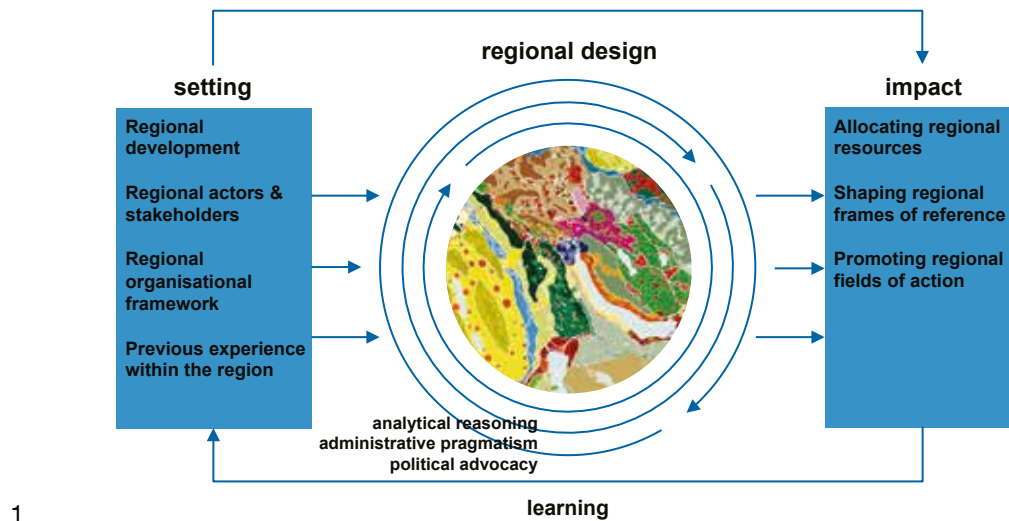 regional design
setting
impact
Regional
development
Regional actors &
stakeholders
Regional
organisational
framework
Previous experience
within the region
Allocating regional
resources
Shaping regional
frames of reference
Promoting regional
fields of action
analytical reasoning
administrative pragmatism
political advocacy
learning
1